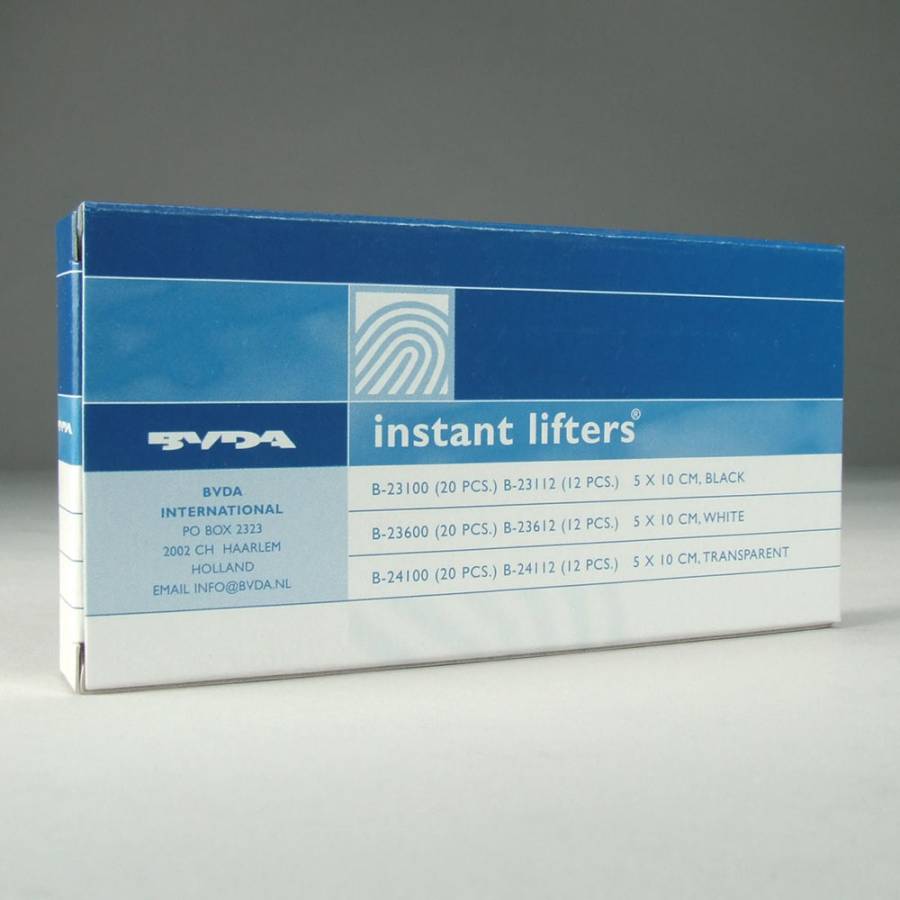 BVDA
instant lifters®
BVDA
BVDA
INTERNATIONAL
PO BOX 2323
2002 CH HAARLEM
HOLLAND
EMAIL INFO@BVDA.NL
B-23100 (20 PCS.) B-23112 (12 PCS.) 5 X 10 CM, BLACK
B-23600 (20 PCS.) B-23612 (12 PCS.) 5 X 10 CM, WHITE
B-24100 (20 PCS.) B-24112 (12 PCS.) 5 X 10 CM, TRANSPARENT